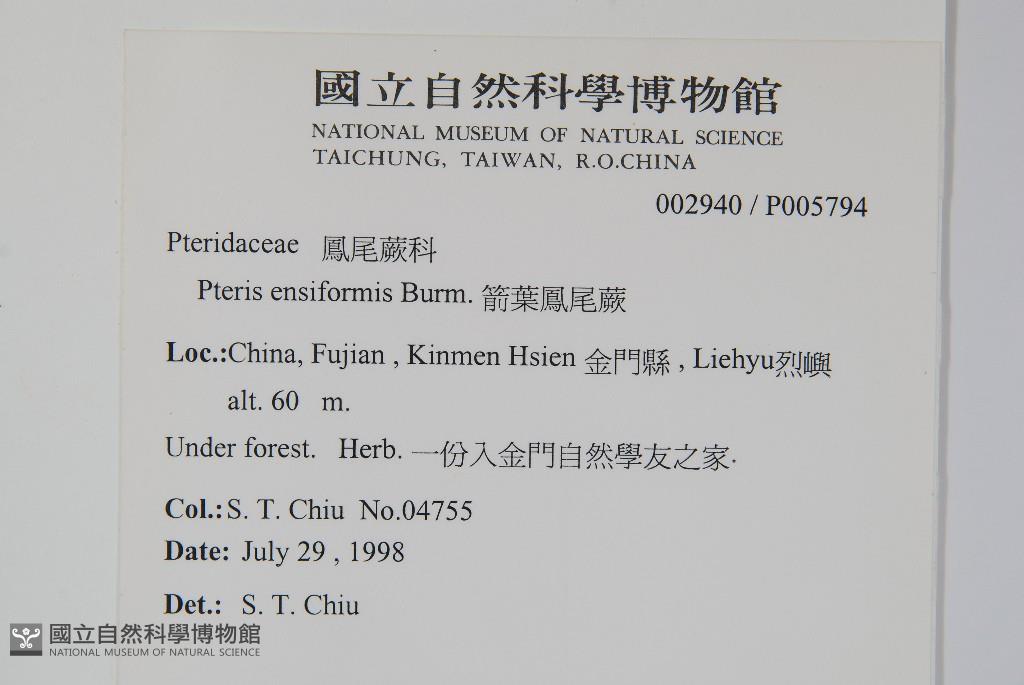 國立自然科學博物館
NATIONAL MUSEUM OF NATURAL SCIENCE
TAICHUNG, TAIWAN, R.O.CHINA
002940 / P005794
Pteridaceae 鳳尾蕨科
Pteris ensiformis Burm. 箭葉鳳尾蕨
Loc.:China, Fujian , Kinmen Hsien 金門縣 , Liehyu烈嶼
alt. 60 m.
Under forest. Herb. 一份入金門自然學友之家.
Col.: S. T. Chiu No.04755
Date: July 29 , 1998
Det.: S. T. Chiu
國立自然科學博物館
NATIONAL MUSEUM OF NATURAL SCIENCE